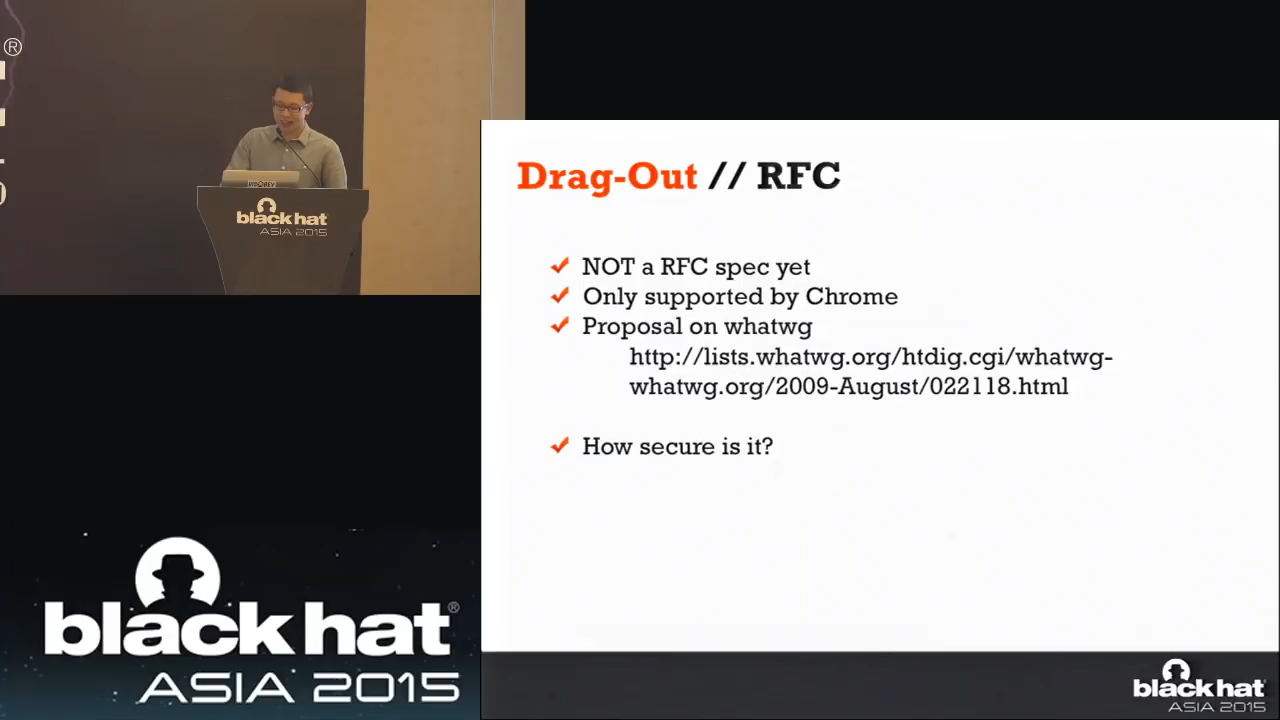 ®
black hat
ASIA 2015
Drag-Out // RFC
NOT a RFC spec yet
Only supported by Chrome
Proposal on whatwg
http://lists.whatwg.org/htdig.cgi/whatwg-
whatwg.org/2009-August/022118.html
How secure is it?
black hat®
ASIA 2015
black hat
ASIA 2015